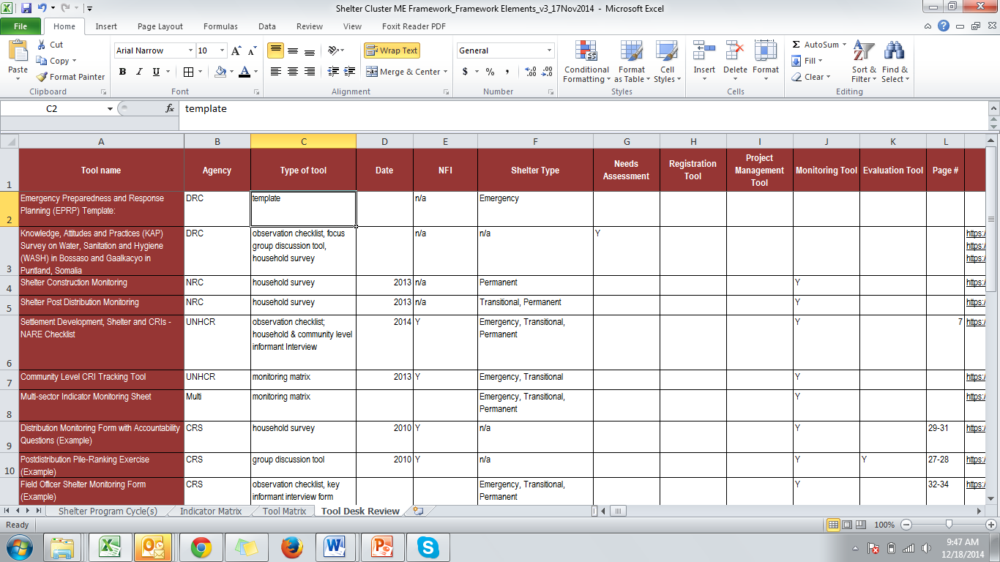 Shelter Cluster ME Framework_Framework Elements_v3_17Nov2014 - Microsoft Excel
File Home Insert Page Layout Formulas Data Review View Foxit Reader PDF
Paste
Cut
Copy
Format Painter
Clipboard
Arial Narrow 10
B I U
Font
Wrap Text
Merge & Center
Alignment
General
$ % ,
Number
Conditional Formatting
Format as Table
Cell Styles
Styles
Insert Delete Format
Cells
Σ AutoSum
Fill
Clear
Sort & Filter
Find & Select
Editing
C2 fx template
A B C D E F G H I J K L
1 Tool name Agency Type of tool Date NFI Shelter Type Needs Assessment Registration Tool Project Management Tool Monitoring Tool Evaluation Tool Page #
2 Emergency Preparedness and Response Planning (EPRP) Template: DRC template n/a Emergency
3 Knowledge, Attitudes and Practices (KAP) Survey on Water, Sanitation and Hygiene (WASH) in Bossaso and Gaalkacyo in Puntland, Somalia DRC observation checklist, focus group discussion tool, household survey n/a n/a Y https:/ https:/ https:/
4 Shelter Construction Monitoring NRC household survey 2013 n/a Permanent Y https:/
5 Shelter Post Distribution Monitoring NRC household survey 2013 n/a Transitional, Permanent Y https:/
6 Settlement Development, Shelter and CRIs - NARE Checklist UNHCR observation checklist; household & community level informant Interview 2014 Y Emergency, Transitional, Permanent Y 7 https:/
7 Community Level CRI Tracking Tool UNHCR monitoring matrix 2013 Y Emergency, Transitional Y https:/
8 Multi-sector Indicator Monitoring Sheet Multi monitoring matrix Emergency, Transitional, Permanent Y https:/
9 Distribution Monitoring Form with Accountability Questions (Example) CRS household survey 2010 Y n/a Y 29-31 https:/
10 Postdistribution Pile-Ranking Exercise (Example) CRS group discussion tool 2010 Y n/a Y Y 27-28 https:/
Field Officer Shelter Monitoring Form (Example) CRS observation checklist, key informant interview form Emergency, Transitional, Permanent Y 32-34 https:/
Shelter Program Cycle(s) Indicator Matrix Tool Matrix Tool Desk Review
Ready 100%
9:47 AM
12/18/2014